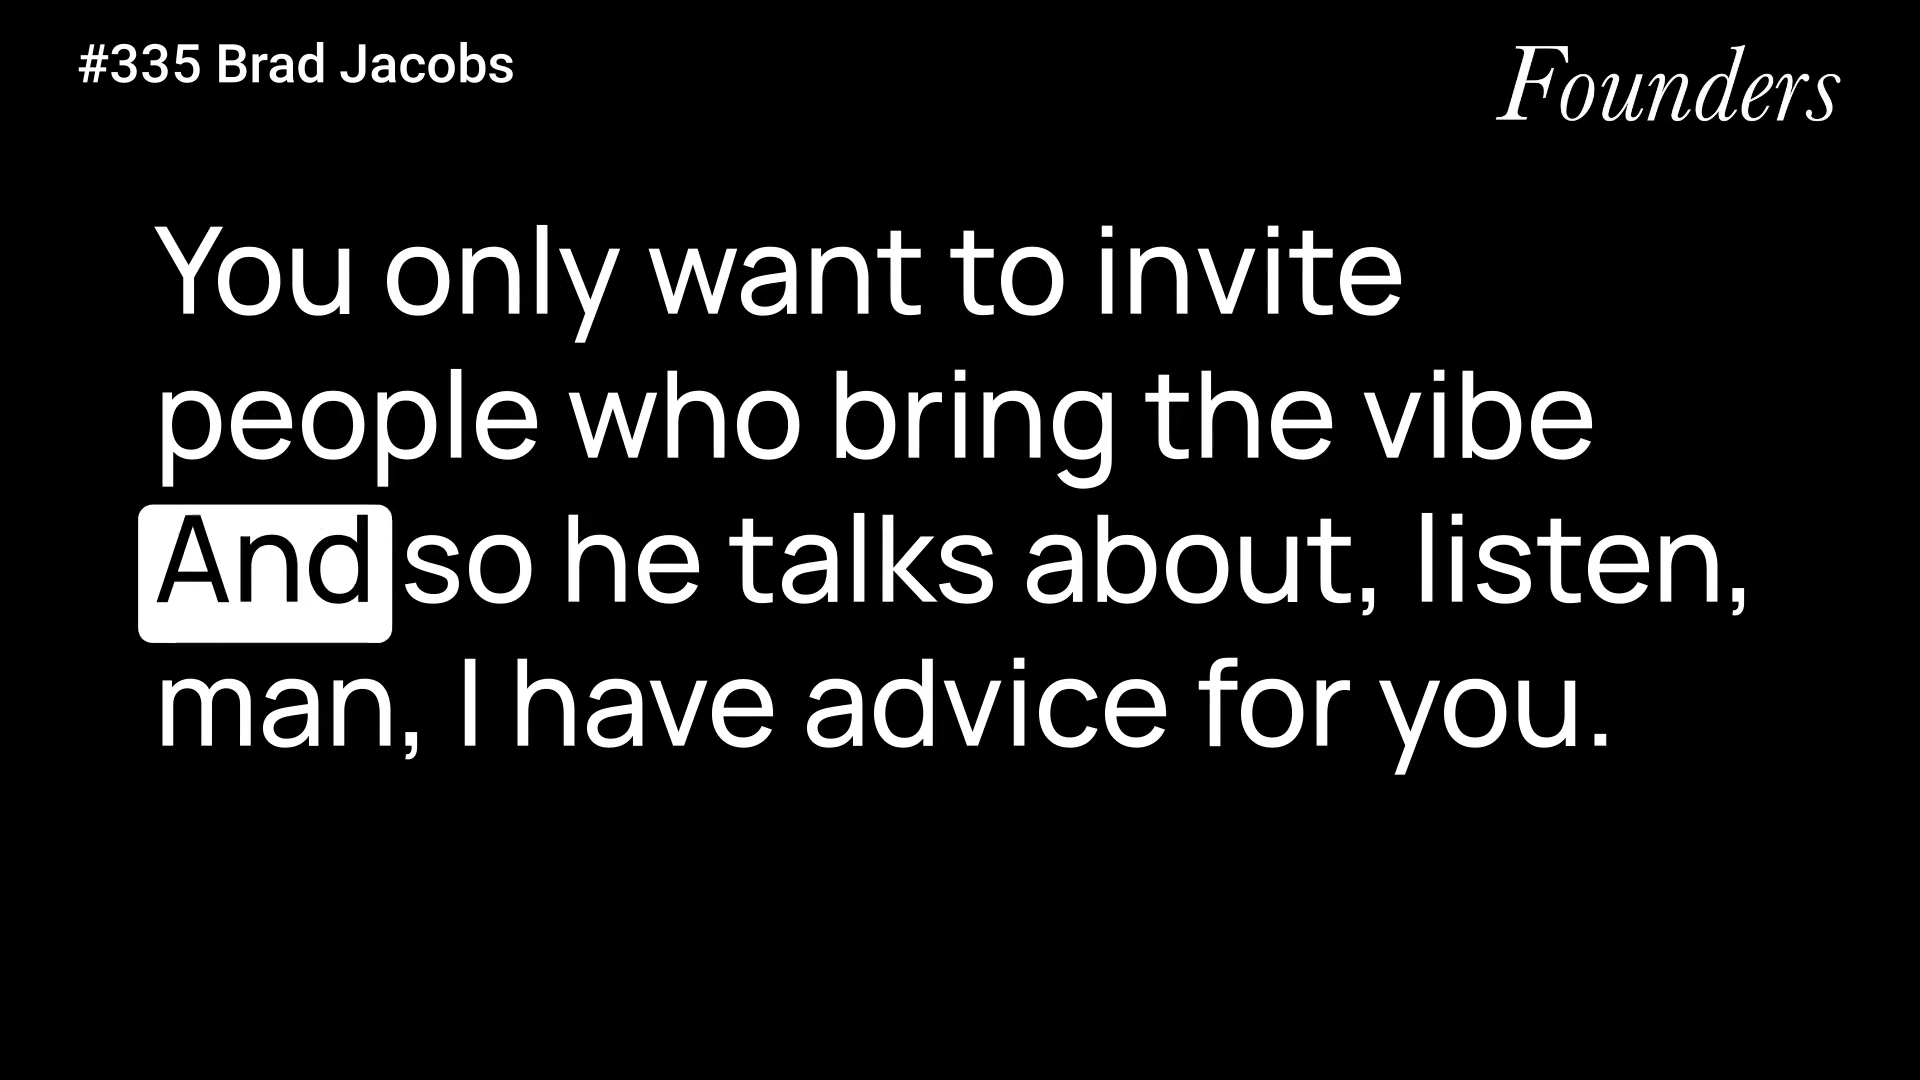 #335 Brad Jacobs
Founders
You only want to invite
people who bring the vibe
And so he talks about, listen,
man, I have advice for you.